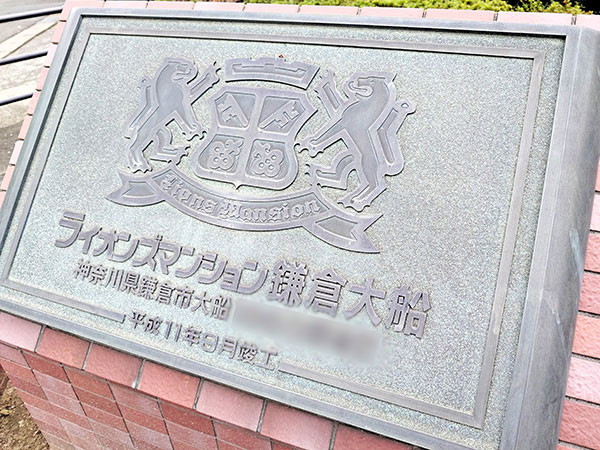 Lions Mansion
ライオンズマンション鎌倉大船
神奈川県鎌倉市大船
平成11年9月竣工